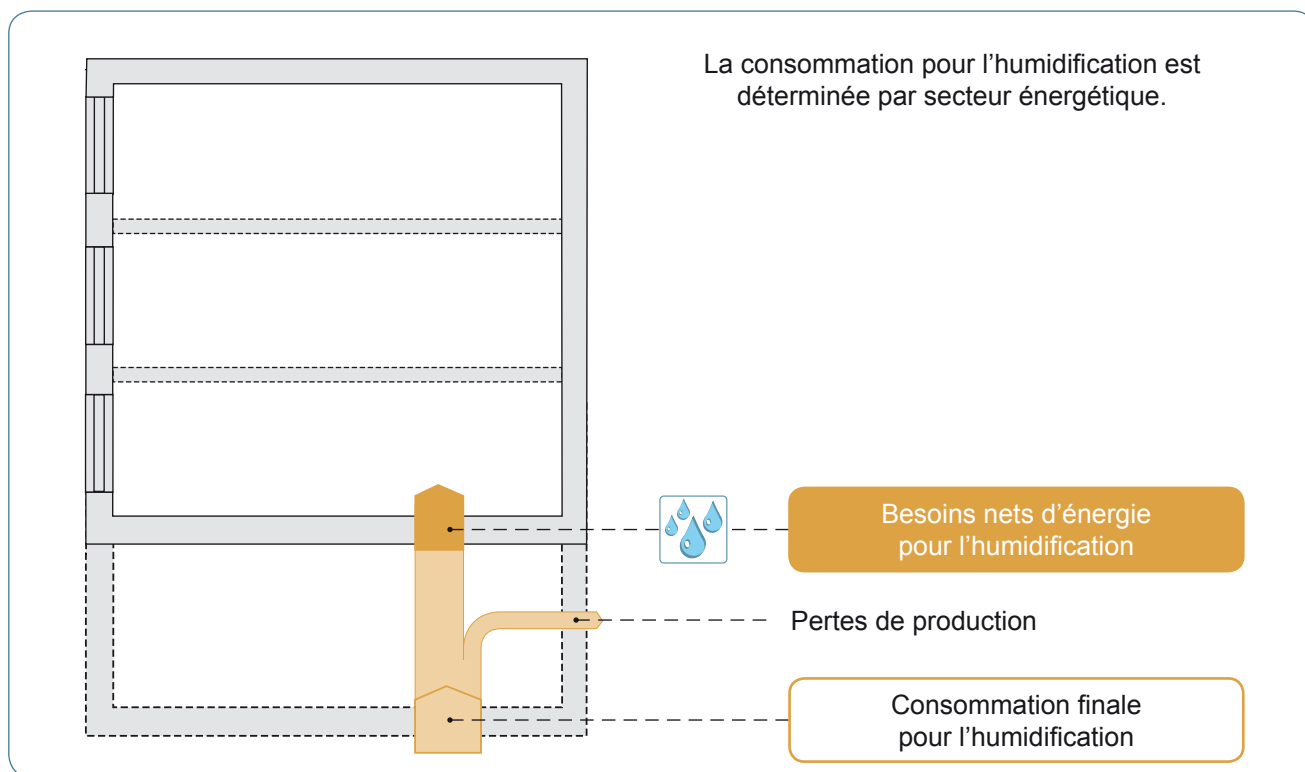 La consommation pour l’humidification est
déterminée par secteur énergétique.
Besoins nets d’énergie
pour l’humidification
Pertes de production
Consommation finale
pour l’humidification